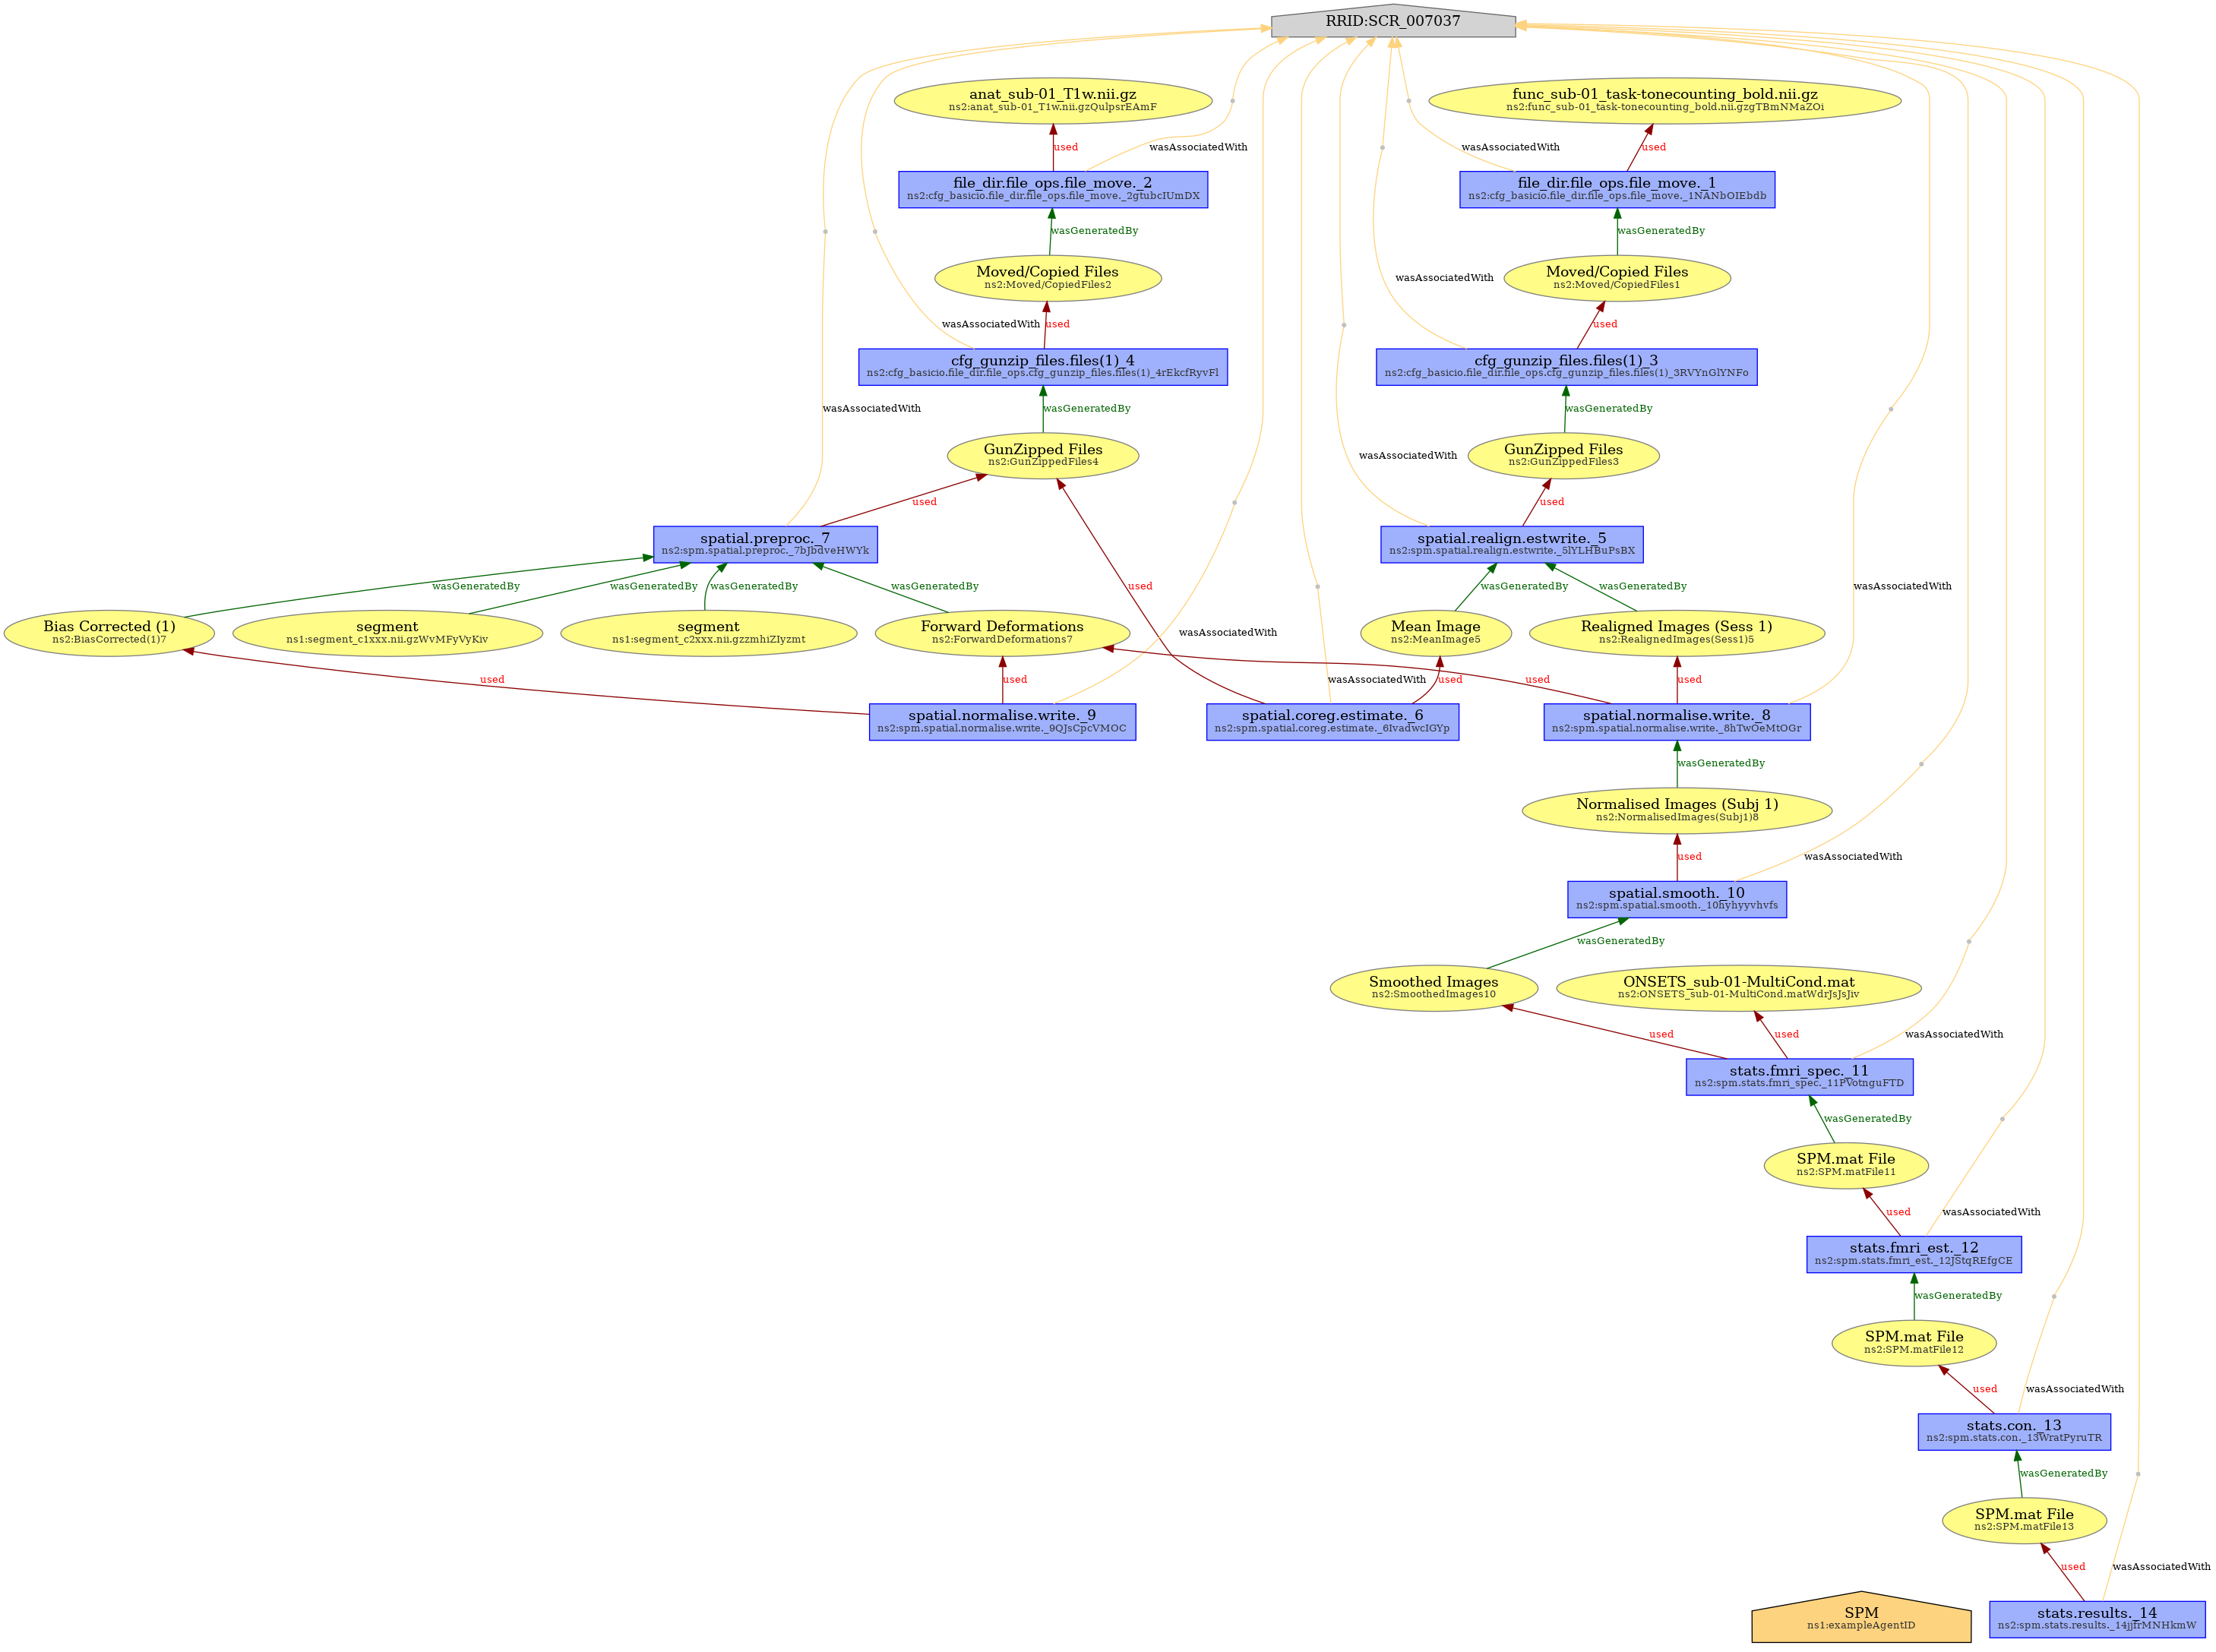 RRID:SCR_007037
anat_sub-01_T1w.nii.gz
ns2:anat_sub-01_T1w.nii.gzQulpsrEAmF
func_sub-01_task-tonecounting_bold.nii.gz
ns2:func_sub-01_task-tonecounting_bold.nii.gzgTBmNMaZOi
used
wasAssociatedWith
wasAssociatedWith
used
file_dir.file_ops.file_move._2
ns2:cfg_basicio.file_dir.file_ops.file_move._2gtubcIUmDX
file_dir.file_ops.file_move._1
ns2:cfg_basicio.file_dir.file_ops.file_move._1NANbOIEbdb
wasGeneratedBy
wasGeneratedBy
Moved/Copied Files
ns2:Moved/CopiedFiles2
wasAssociatedWith
Moved/Copied Files
ns2:Moved/CopiedFiles1
wasAssociatedWith
used
used
cfg_gunzip_files.files(1)_4
ns2:cfg_basicio.file_dir.file_ops.cfg_gunzip_files.files(1)_4rEkcfRyvFl
cfg_gunzip_files.files(1)_3
ns2:cfg_basicio.file_dir.file_ops.cfg_gunzip_files.files(1)_3RVYnGlYNFo
wasAssociatedWith
wasGeneratedBy
wasGeneratedBy
GunZipped Files
ns2:GunZippedFiles4
wasAssociatedWith
GunZipped Files
ns2:GunZippedFiles3
used
used
spatial.preproc._7
ns2:spm.spatial.preproc._7bJbdveHWYk
spatial.realign.estwrite._5
ns2:spm.spatial.realign.estwrite._5lYLHBuPsBX
wasGeneratedBy
wasGeneratedBy
wasGeneratedBy
wasGeneratedBy
used
wasGeneratedBy
wasGeneratedBy
wasAssociatedWith
Bias Corrected (1)
ns2:BiasCorrected(1)7
segment
ns1:segment_c1xxx.nii.gzWvMFyVyKiv
segment
ns1:segment_c2xxx.nii.gzzmhiZIyzmt
Forward Deformations
ns2:ForwardDeformations7
wasAssociatedWith
Mean Image
ns2:MeanImage5
Realigned Images (Sess 1)
ns2:RealignedImages(Sess1)5
used
used
wasAssociatedWith
used
used
used
spatial.normalise.write._9
ns2:spm.spatial.normalise.write._9QJsCpcVMOC
spatial.coreg.estimate._6
ns2:spm.spatial.coreg.estimate._6IvadwcIGYp
spatial.normalise.write._8
ns2:spm.spatial.normalise.write._8hTwOeMtOGr
wasGeneratedBy
Normalised Images (Subj 1)
ns2:NormalisedImages(Subj1)8
used
wasAssociatedWith
spatial.smooth._10
ns2:spm.spatial.smooth._10hyhyyvhvfs
wasGeneratedBy
Smoothed Images
ns2:SmoothedImages10
ONSETS_sub-01-MultiCond.mat
ns2:ONSETS_sub-01-MultiCond.matWdrJsJsJiv
used
used
wasAssociatedWith
stats.fmri_spec._11
ns2:spm.stats.fmri_spec._11PVotnguFTD
wasGeneratedBy
SPM.mat File
ns2:SPM.matFile11
used
wasAssociatedWith
stats.fmri_est._12
ns2:spm.stats.fmri_est._12JStqREfgCE
wasGeneratedBy
SPM.mat File
ns2:SPM.matFile12
used
wasAssociatedWith
stats.con._13
ns2:spm.stats.con._13WratPyruTR
wasGeneratedBy
SPM.mat File
ns2:SPM.matFile13
used
wasAssociatedWith
SPM
ns1:exampleAgentID
stats.results._14
ns2:spm.stats.results._14jjfrMNHkmW